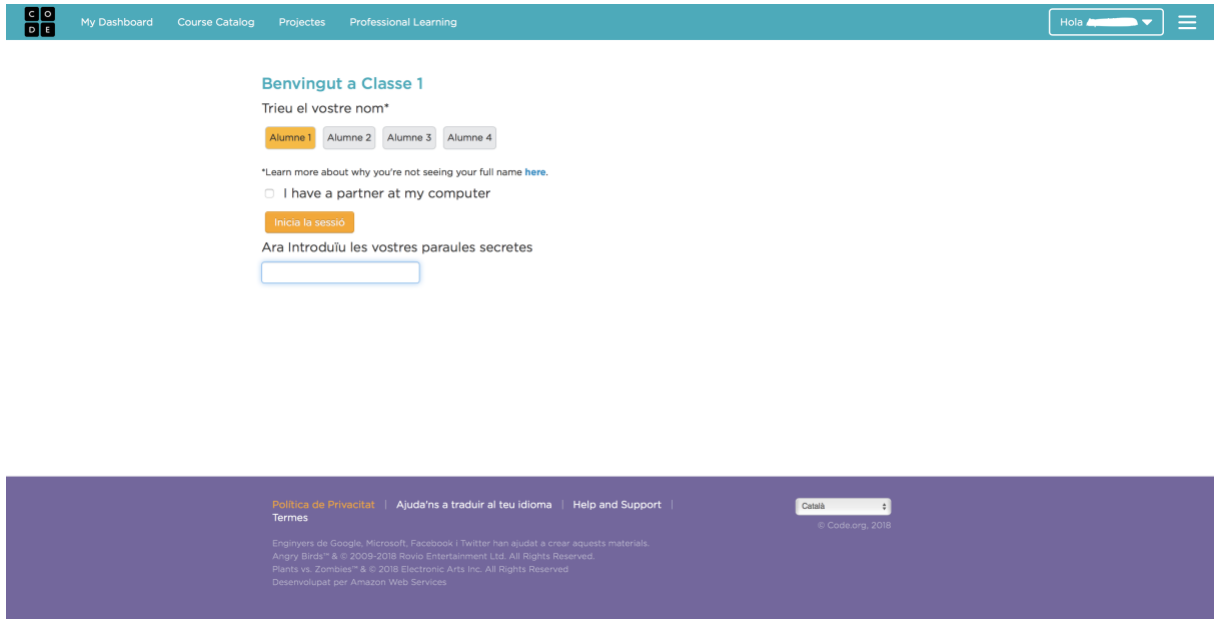 C O
D E
My Dashboard Course Catalog Projectes Professional Learning
Hola
Benvingut a Classe 1
Trieu el vostre nom*
Alumne 1 Alumne 2 Alumne 3 Alumne 4
*Learn more about why you're not seeing your full name here.
I have a partner at my computer
Inicia la sessió
Ara Introduïu les vostres paraules secretes
Política de Privacitat | Ajuda'ns a traduir al teu idioma | Help and Support |
Termes
Català
© Code.org, 2018
Enginyers de Google, Microsoft, Facebook i Twitter han ajudat a crear aquests materials.
Angry Birds™ & © 2009-2018 Rovio Entertainment Ltd. All Rights Reserved.
Plants vs. Zombies™ & © 2018 Electronic Arts Inc. All Rights Reserved
Desenvolupat per Amazon Web Services